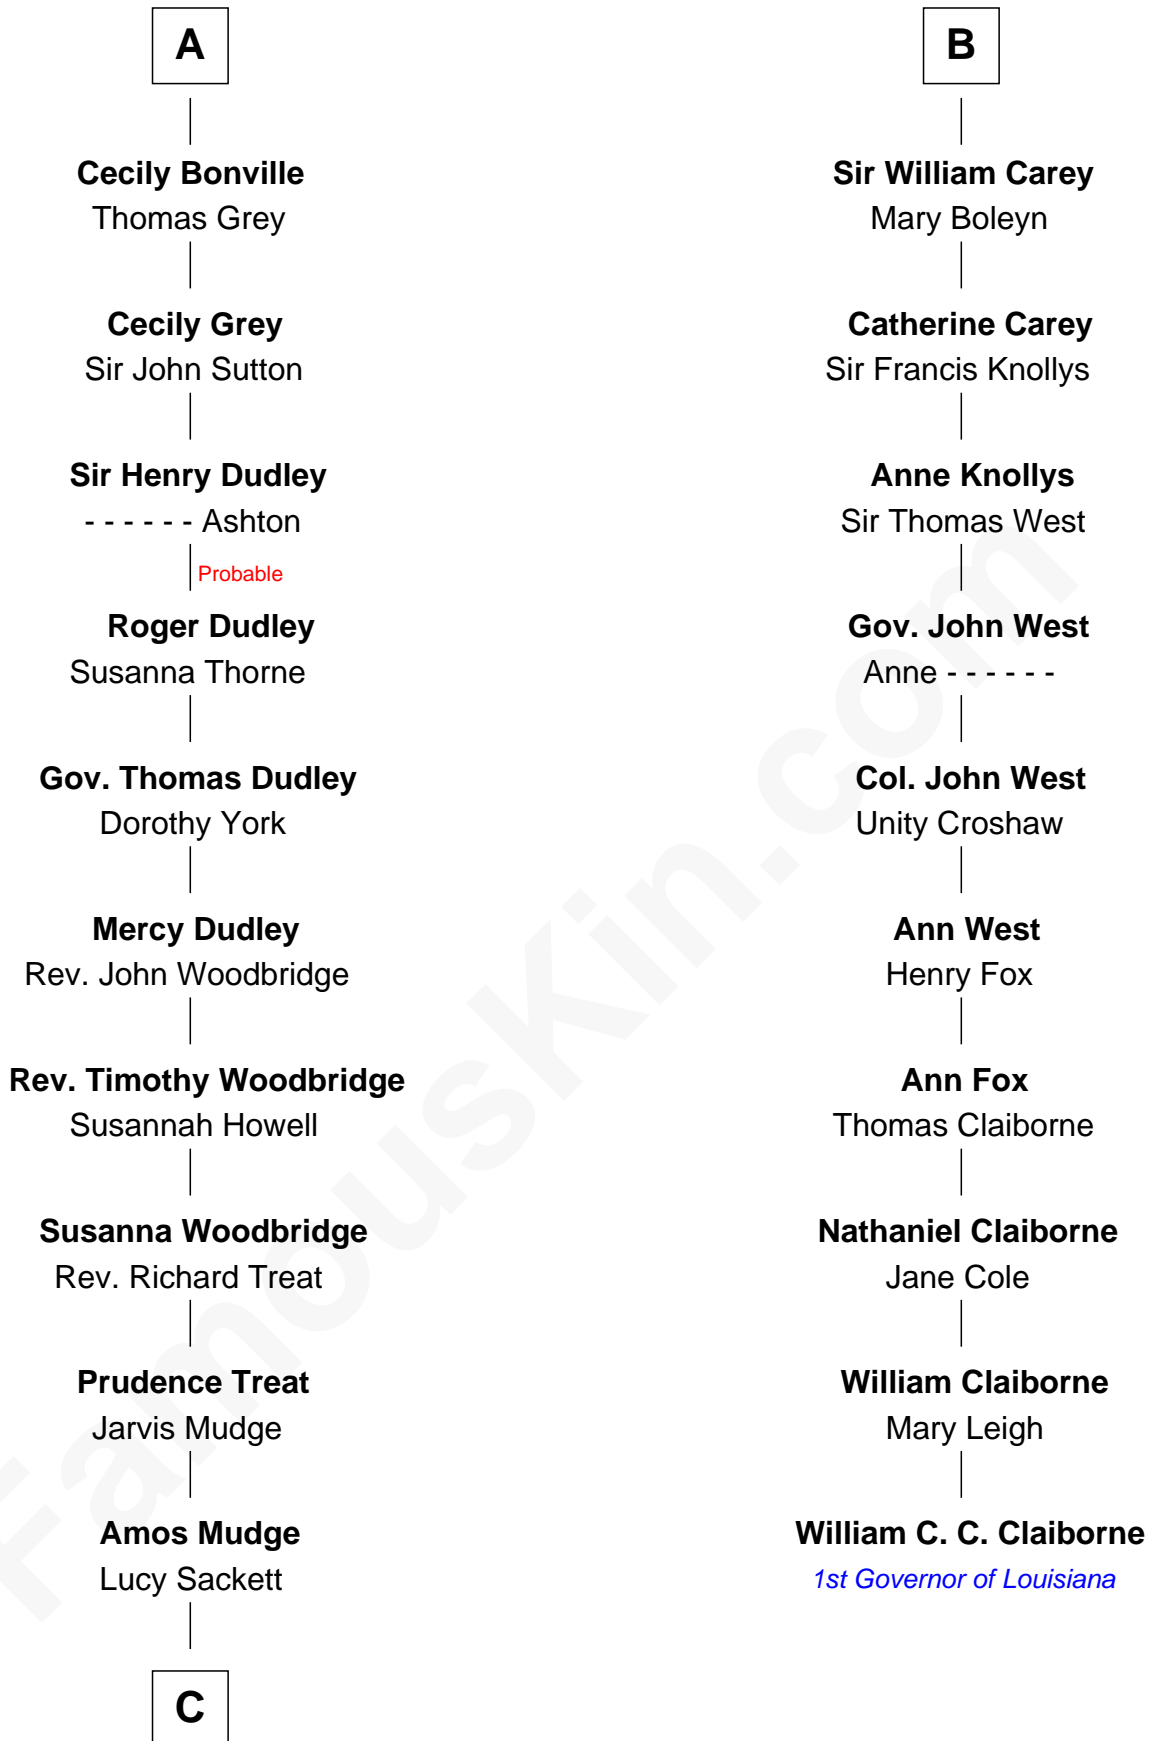 A
Cecily Bonville
Thomas Grey
Cecily Grey
Sir John Sutton
Sir Henry Dudley
- - - - - - Ashton
Probable
Roger Dudley
Susanna Thorne
Gov. Thomas Dudley
Dorothy York
Mercy Dudley
Rev. John Woodbridge
Rev. Timothy Woodbridge
Susannah Howell
Susanna Woodbridge
Rev. Richard Treat
Prudence Treat
Jarvis Mudge
Amos Mudge
Lucy Sackett
C
B
Sir William Carey
Mary Boleyn
Catherine Carey
Sir Francis Knollys
Anne Knollys
Sir Thomas West
Gov. John West
Anne - - - - - -
Col. John West
Unity Croshaw
Ann West
Henry Fox
Ann Fox
Thomas Claiborne
Nathaniel Claiborne
Jane Cole
William Claiborne
Mary Leigh
William C. C. Claiborne
1st Governor of Louisiana
FamousKin.com